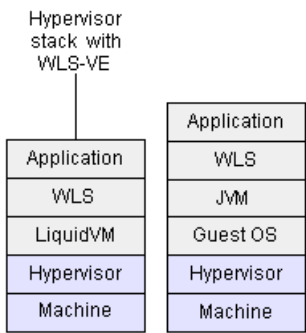 Hypervisor
stack with
WLS-VE
Application
WLS
LiquidVM
Hypervisor
Machine
Application
WLS
JVM
Guest OS
Hypervisor
Machine